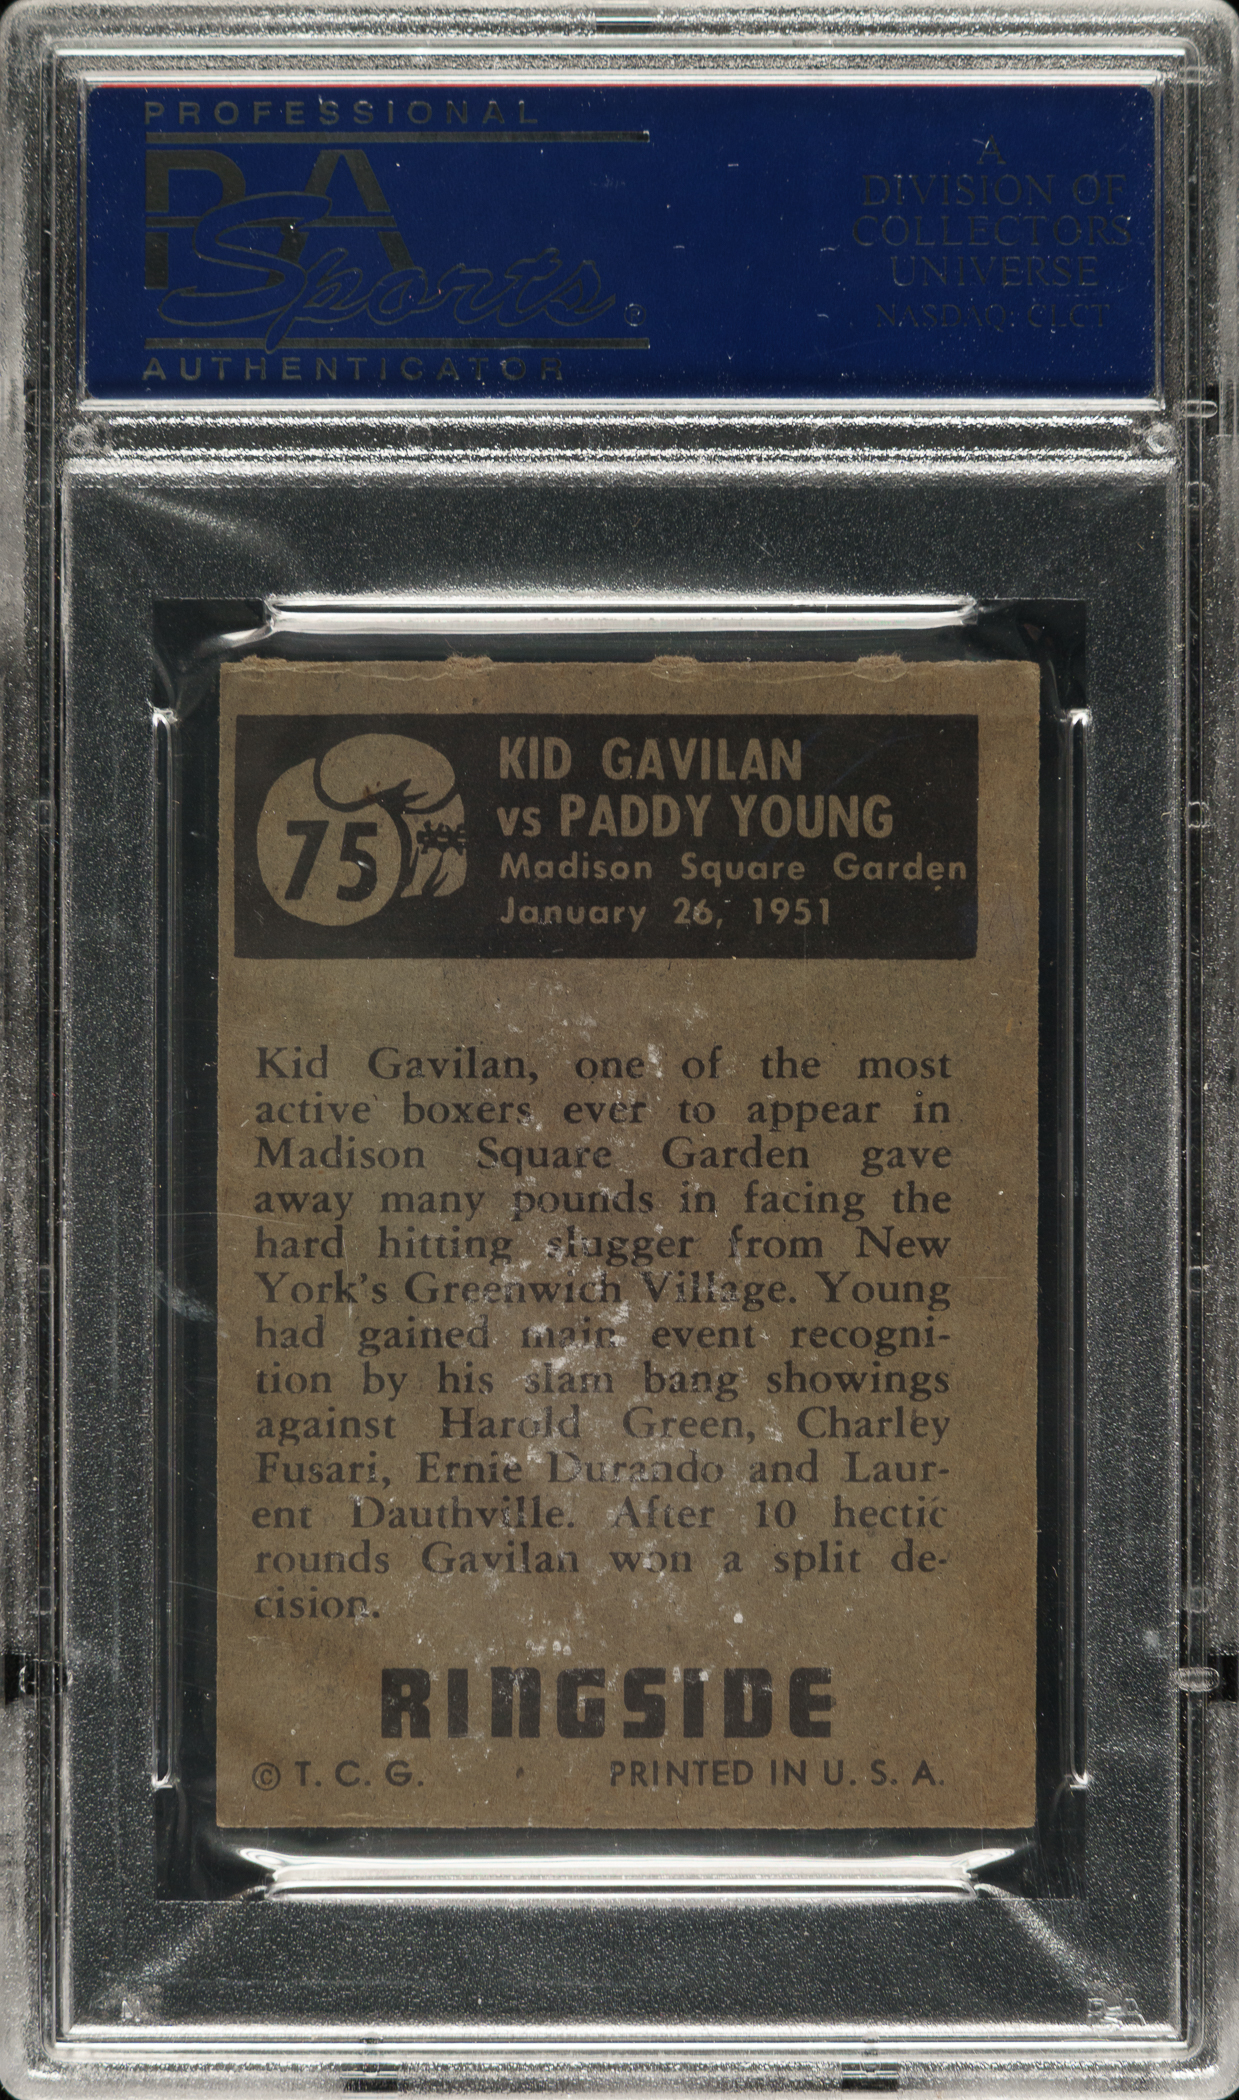 PROFESSIONAL
PSA
Sports ©
AUTHENTICATOR
A
DIVISION OF
COLLECTORS
UNIVERSE
NASDAQ: CLCT
75
KID GAVILAN
vs PADDY YOUNG
Madison Square Garden
January 26, 1951
Kid Gavilan, one of the most
active boxers ever to appear in
Madison Square Garden gave
away many pounds in facing the
hard hitting slugger from New
York's Greenwich Village. Young
had gained main event recogni-
tion by his slam bang showings
against Harold Green, Charley
Fusari, Ernie Durando and Laur-
ent Dauthville. After 10 hectic
rounds Gavilan won a split de-
cision.
RINGSIDE
© T. C. G. PRINTED IN U. S. A.
PSA